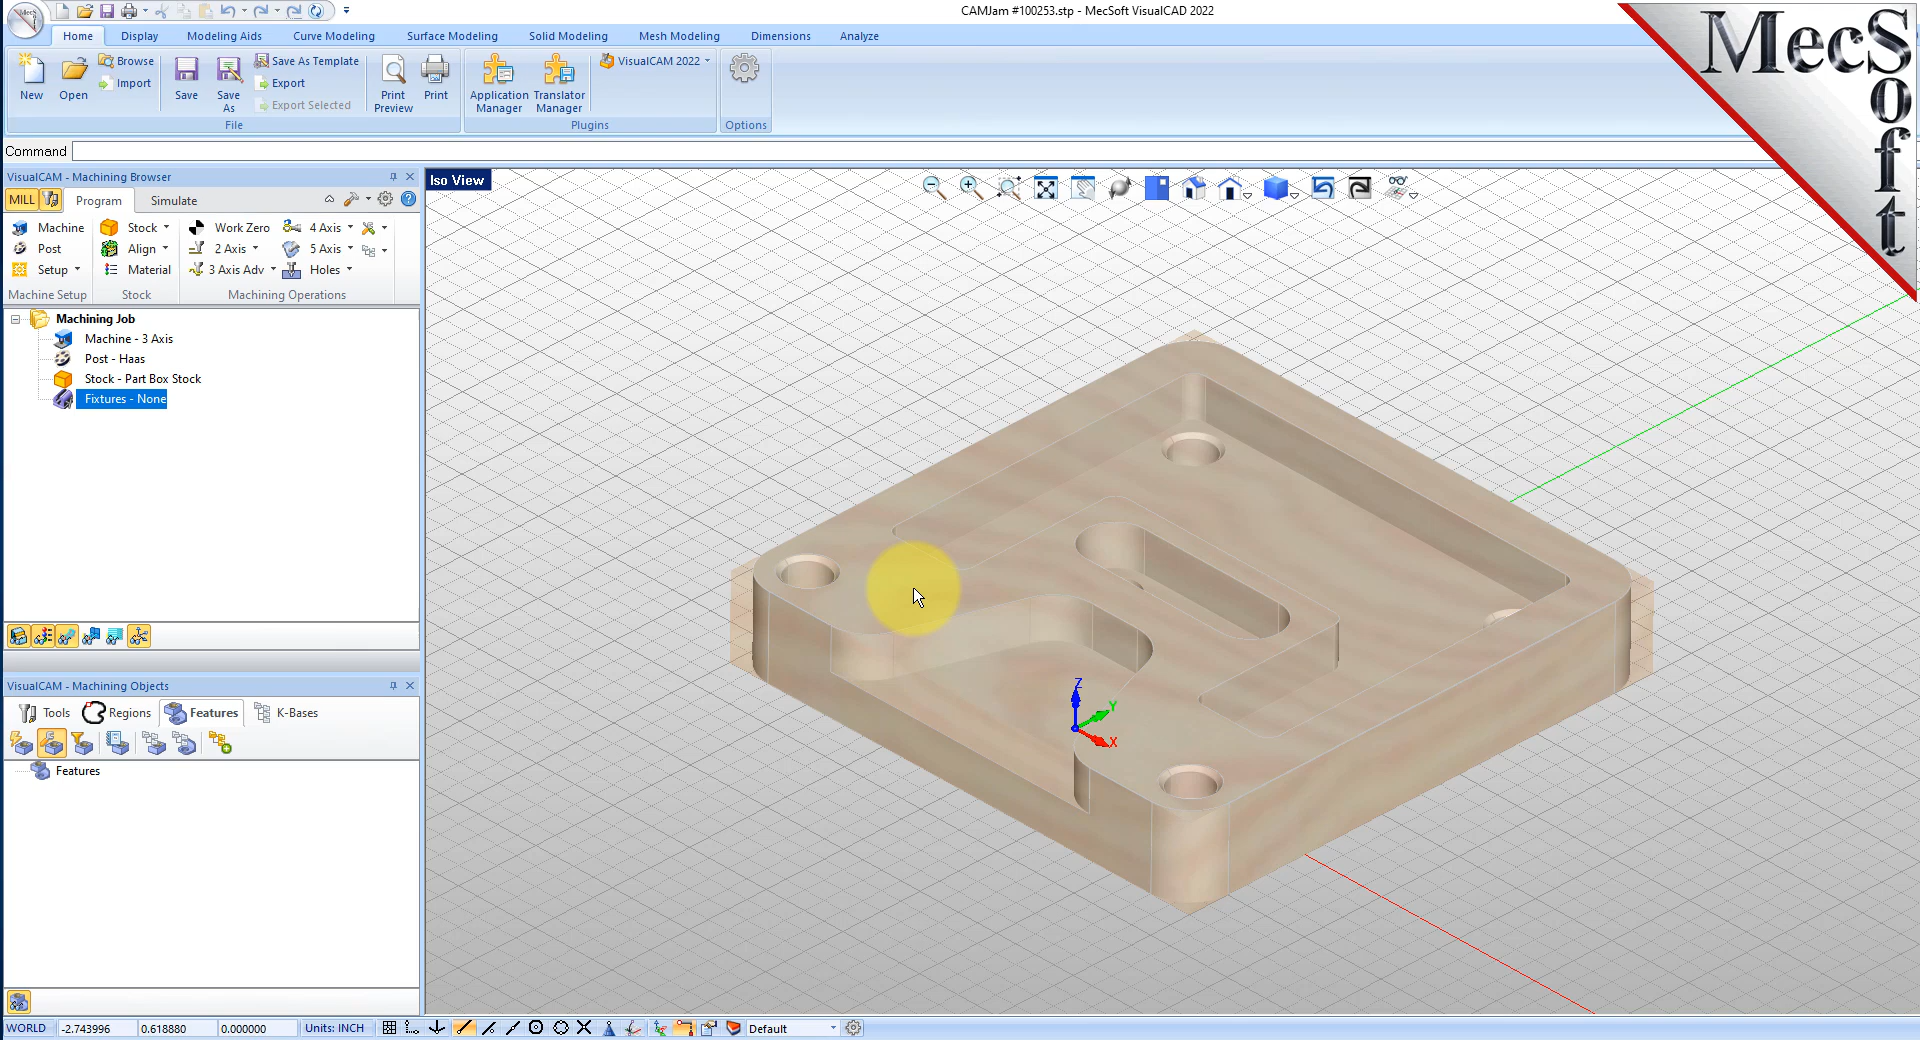 MecSoft
CAMJam #100253.stp - MecSoft VisualCAD 2022
Home Display Modeling Aids Curve Modeling Surface Modeling Solid Modeling Mesh Modeling Dimensions Analyze
New Open Browse Import Save Save As Save As Template Export Export Selected Print Preview Print
File
Application Manager Translator Manager VisualCAM 2022
Plugins
Options
Command
VisualCAM - Machining Browser
MILL Program Simulate
Machine Stock Work Zero 4 Axis
Post Align 2 Axis 5 Axis
Setup Material 3 Axis Adv Holes
Machine Setup Stock Machining Operations
Machining Job
Machine - 3 Axis
Post - Haas
Stock - Part Box Stock
Fixtures - None
VisualCAM - Machining Objects
Tools Regions Features K-Bases
Features
Iso View
Z
Y
X
WORLD -2.743996 0.618880 0.000000 Units: INCH Default